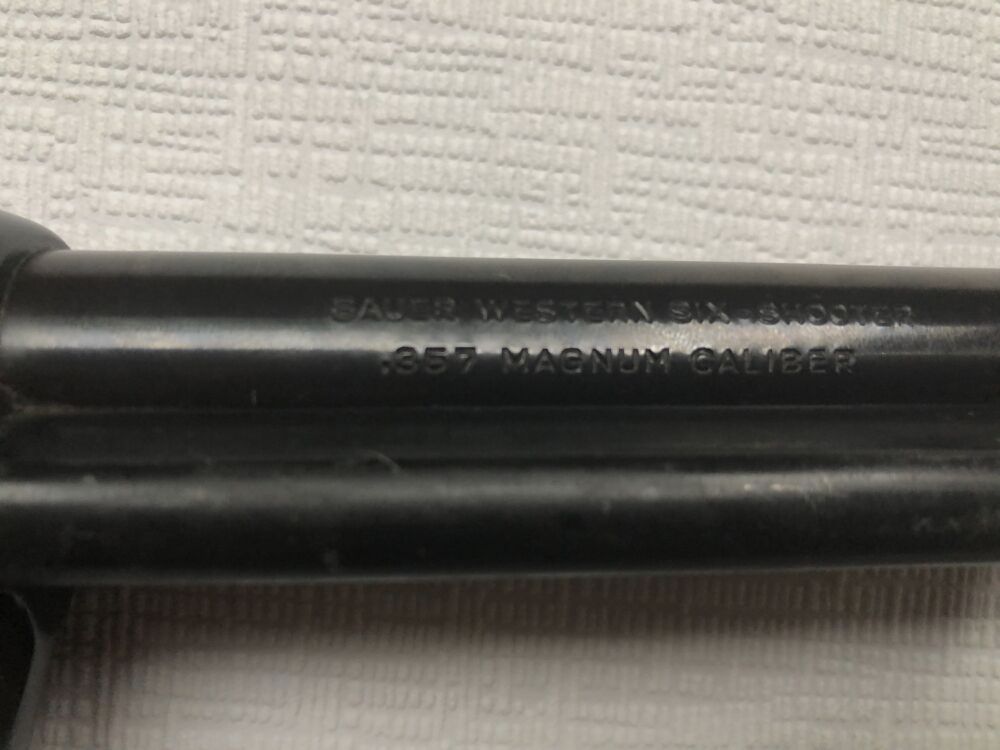 SAUER WESTERN SIX-SHOOTER
.357 MAGNUM CALIBER